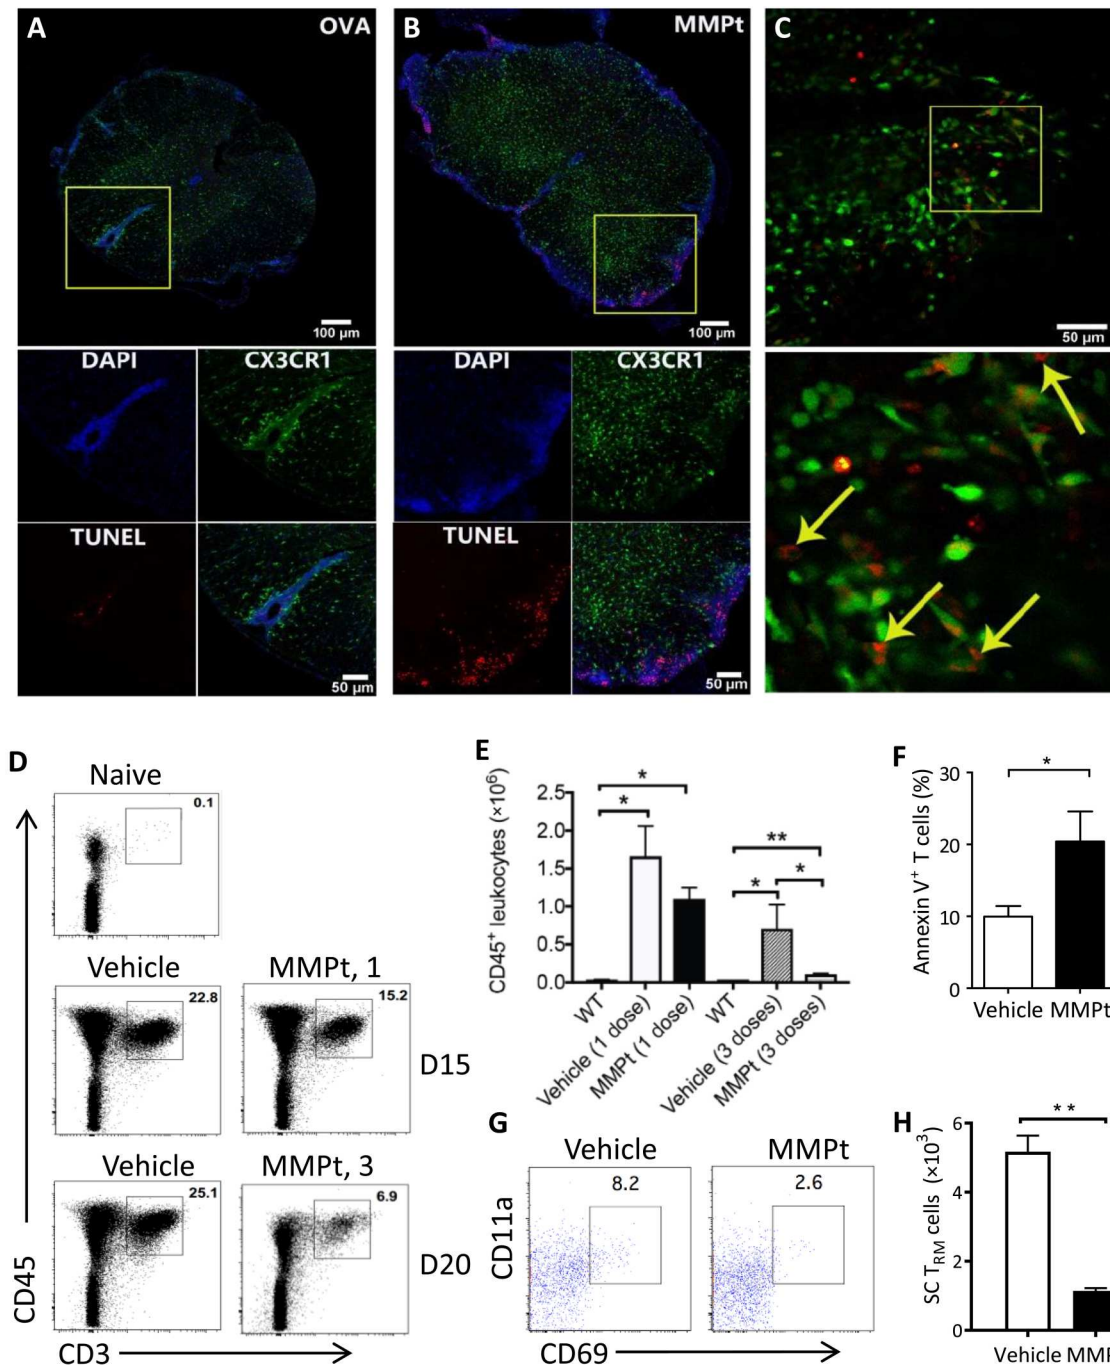 A
OVA
B
MMPt
C
100 µm
100 µm
50 µm
DAPI
CX3CR1
DAPI
CX3CR1
TUNEL
TUNEL
50 µm
50 µm
D
Naive
0.1
Vehicle
MMPt, 1
22.8
15.2
D15
Vehicle
MMPt, 3
25.1
6.9
D20
CD45
CD3
E
CD45+ leukocytes (×10⁶)
2.5
2.0
1.5
1.0
0.5
0.0
*
*
**
*
*
WT
Vehicle (1 dose)
MMPt (1 dose)
WT
Vehicle (3 doses)
MMPt (3 doses)
F
Annexin V⁺ T cells (%)
30
20
10
0
*
Vehicle MMPt
G
Vehicle
MMPt
8.2
2.6
CD11a
CD69
H
SC TRM cells (×10³)
6
4
2
0
**
Vehicle MMP